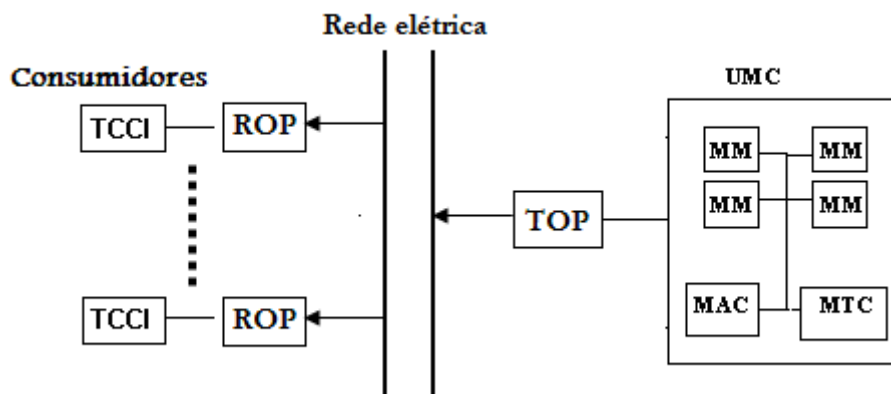 Rede elétrica
Consumidores
UMC
TCCI
ROP
MM
MM
MM
MM
TOP
MAC
MTC
TCCI
ROP